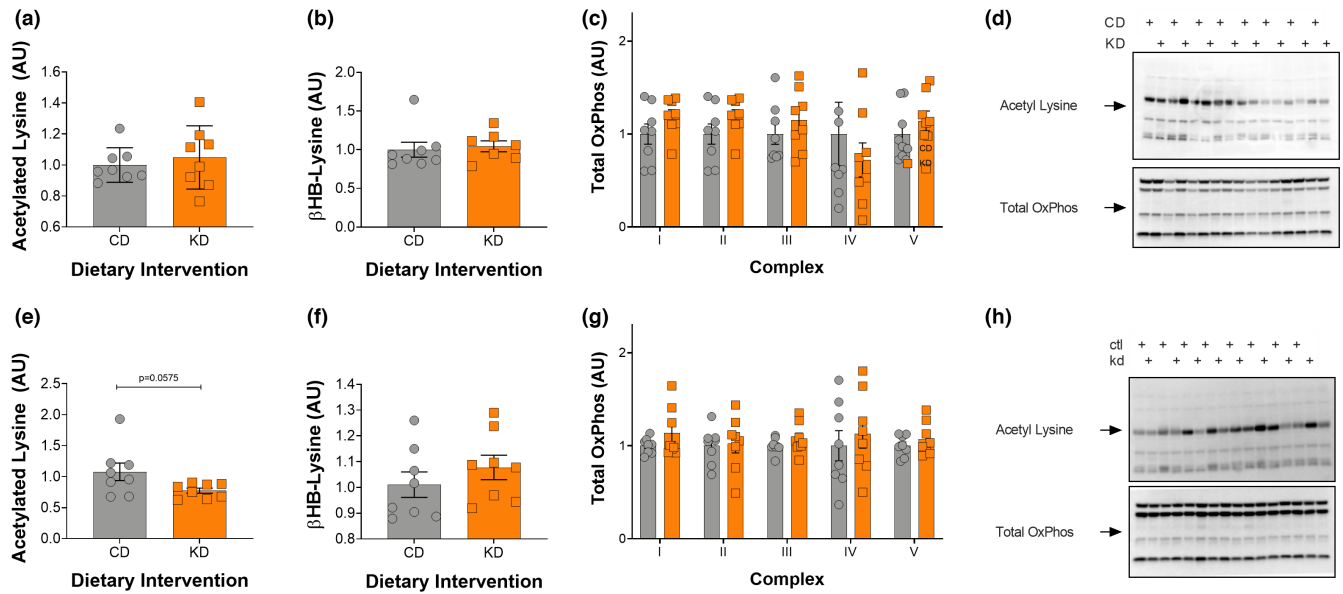 (a)
Acetylated Lysine (AU)
1.6
1.4
1.2
1.0
0.8
0.6
CD
KD
Dietary Intervention
(b)
βHB-Lysine (AU)
2.0
1.5
1.0
0.5
0.0
CD
KD
Dietary Intervention
(c)
Total OxPhos (AU)
2
1
0
CD
KD
I
II
III
IV
V
Complex
(d)
CD + + + + + + + +
KD + + + + + + + +
Acetyl Lysine
Total OxPhos
(e)
Acetylated Lysine (AU)
2.5
2.0
1.5
1.0
0.5
0.0
p=0.0575
CD
KD
Dietary Intervention
(f)
βHB-Lysine (AU)
1.4
1.3
1.2
1.1
1.0
0.9
0.8
CD
KD
Dietary Intervention
(g)
Total OxPhos (AU)
2
1
0
I
II
III
IV
V
Complex
(h)
ctl + + + + + + + +
kd + + + + + + + +
Acetyl Lysine
Total OxPhos